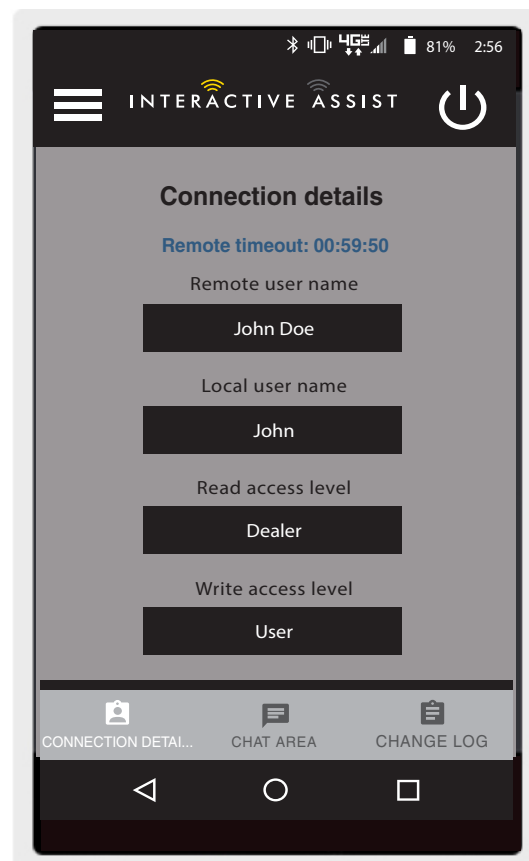 4G 81% 2:56
INTERACTIVE ASSIST
Connection details
Remote timeout: 00:59:50
Remote user name
John Doe
Local user name
John
Read access level
Dealer
Write access level
User
CONNECTION DETAI... CHAT AREA CHANGE LOG